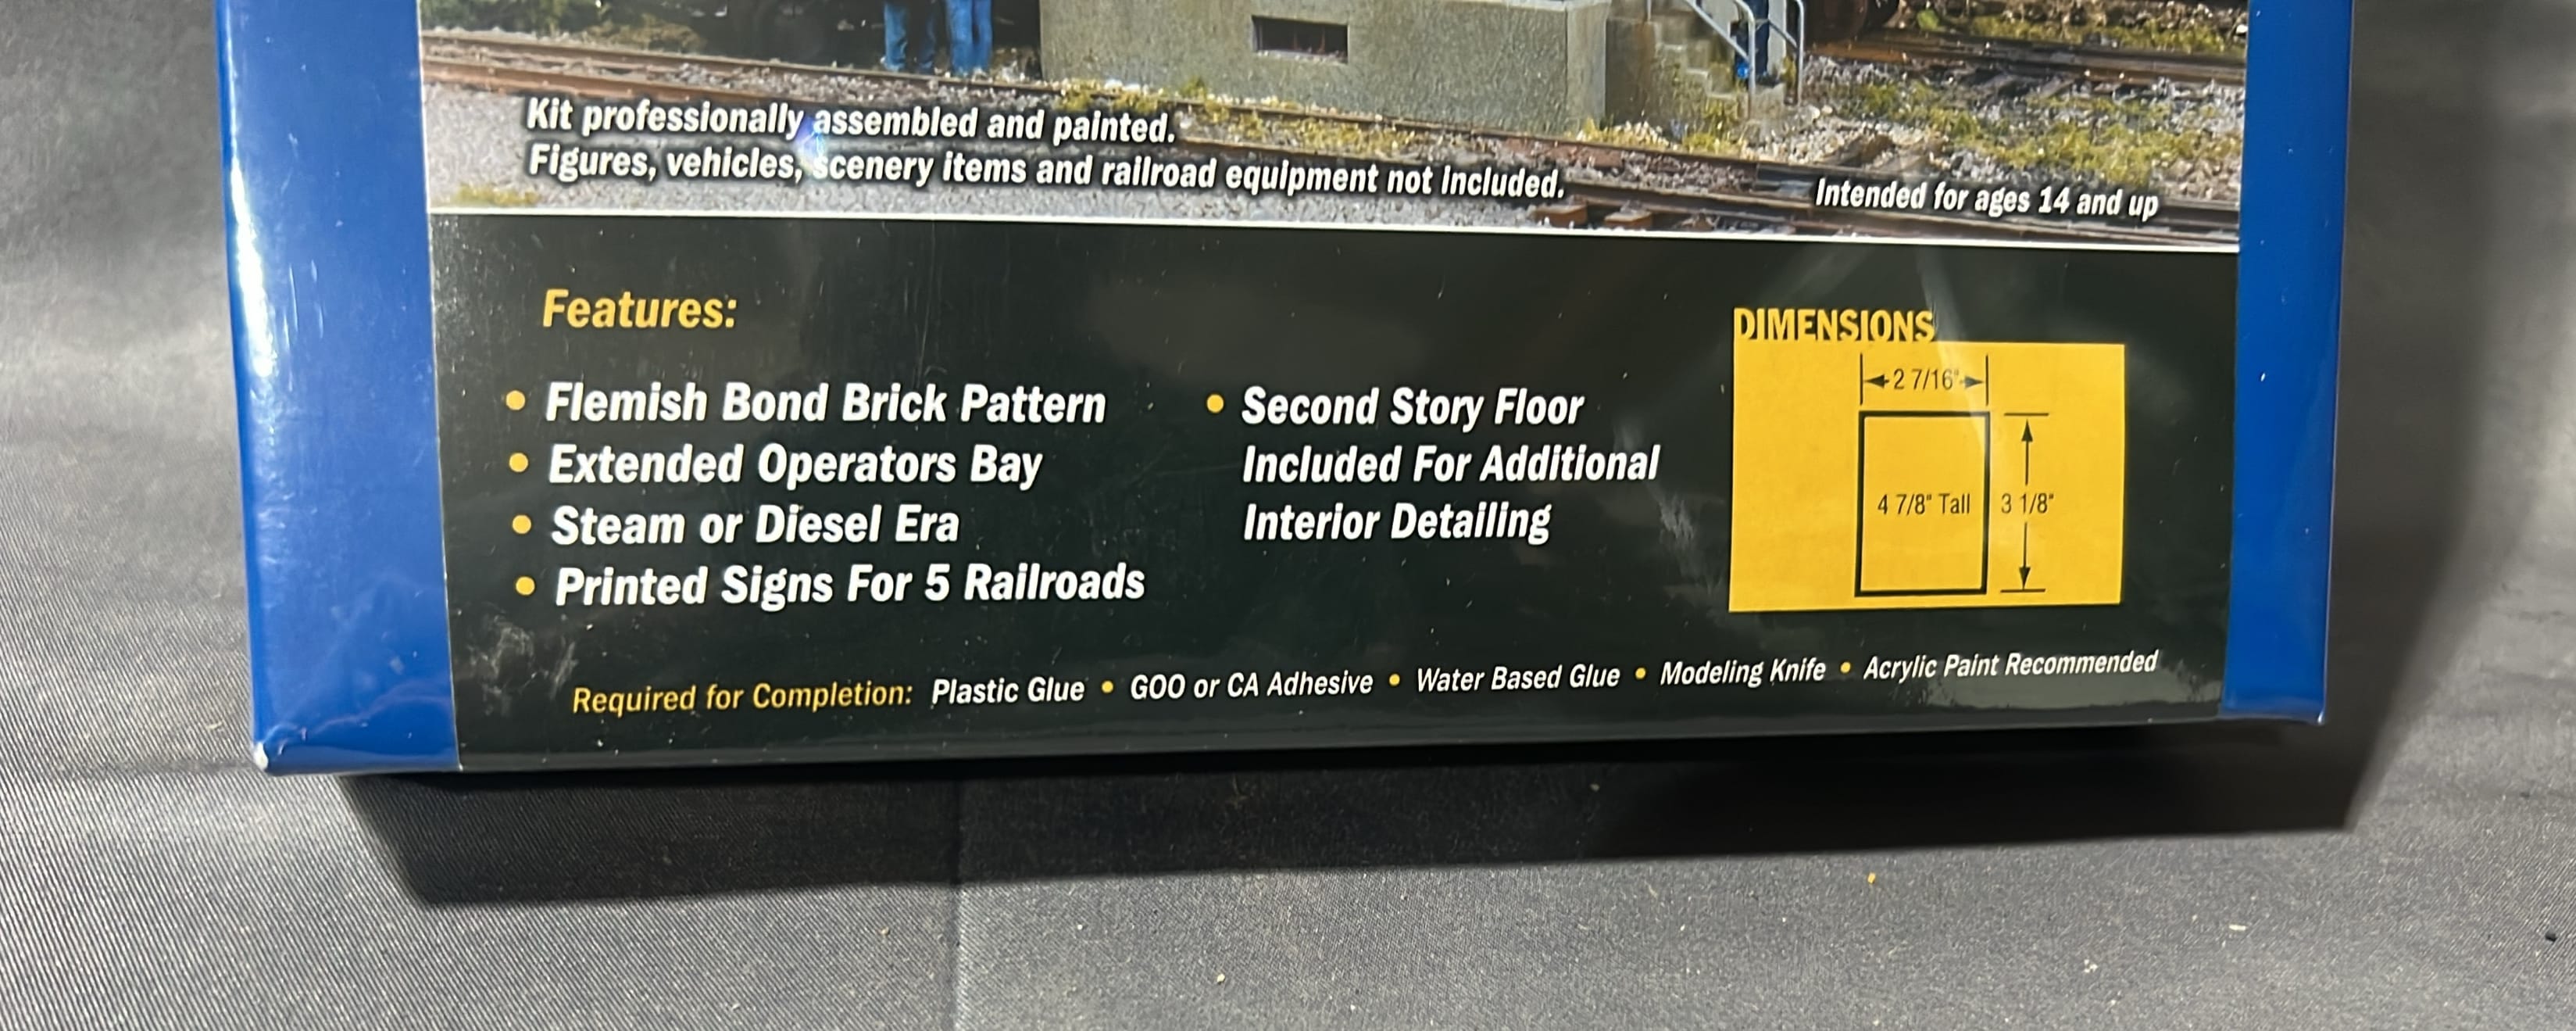 Kit professionally assembled and painted.
Figures, vehicles, scenery items and railroad equipment not included.
Intended for ages 14 and up
Features:
• Flemish Bond Brick Pattern
• Extended Operators Bay
• Steam or Diesel Era
• Printed Signs For 5 Railroads
• Second Story Floor
Included For Additional
Interior Detailing
DIMENSIONS
2 7/16"
4 7/8" Tall
3 1/8"
Required for Completion: Plastic Glue • GOO or CA Adhesive • Water Based Glue • Modeling Knife • Acrylic Paint Recommended